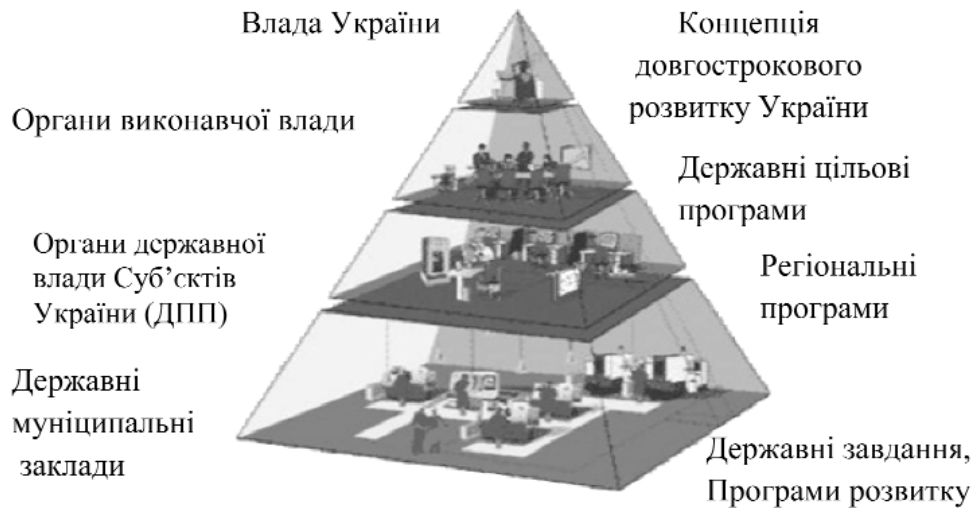 Влада України
Концепція
довгострокового
розвитку України
Органи виконавчої влади
Державні цільові
програми
Органи державної
влади Суб’єктів
України (ДПП)
Регіональні
програми
Державні
муніципальні
заклади
Державні завдання,
Програми розвитку